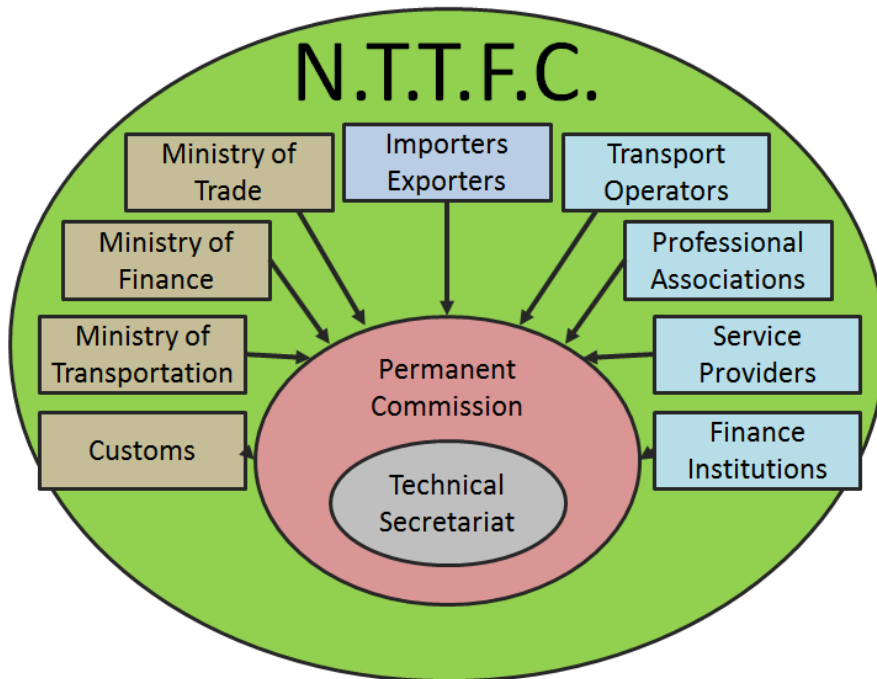 N.T.T.F.C.
Ministry of
Trade
Importers
Exporters
Transport
Operators
Ministry of
Finance
Professional
Associations
Ministry of
Transportation
Service
Providers
Customs
Finance
Institutions
Permanent
Commission
Technical
Secretariat